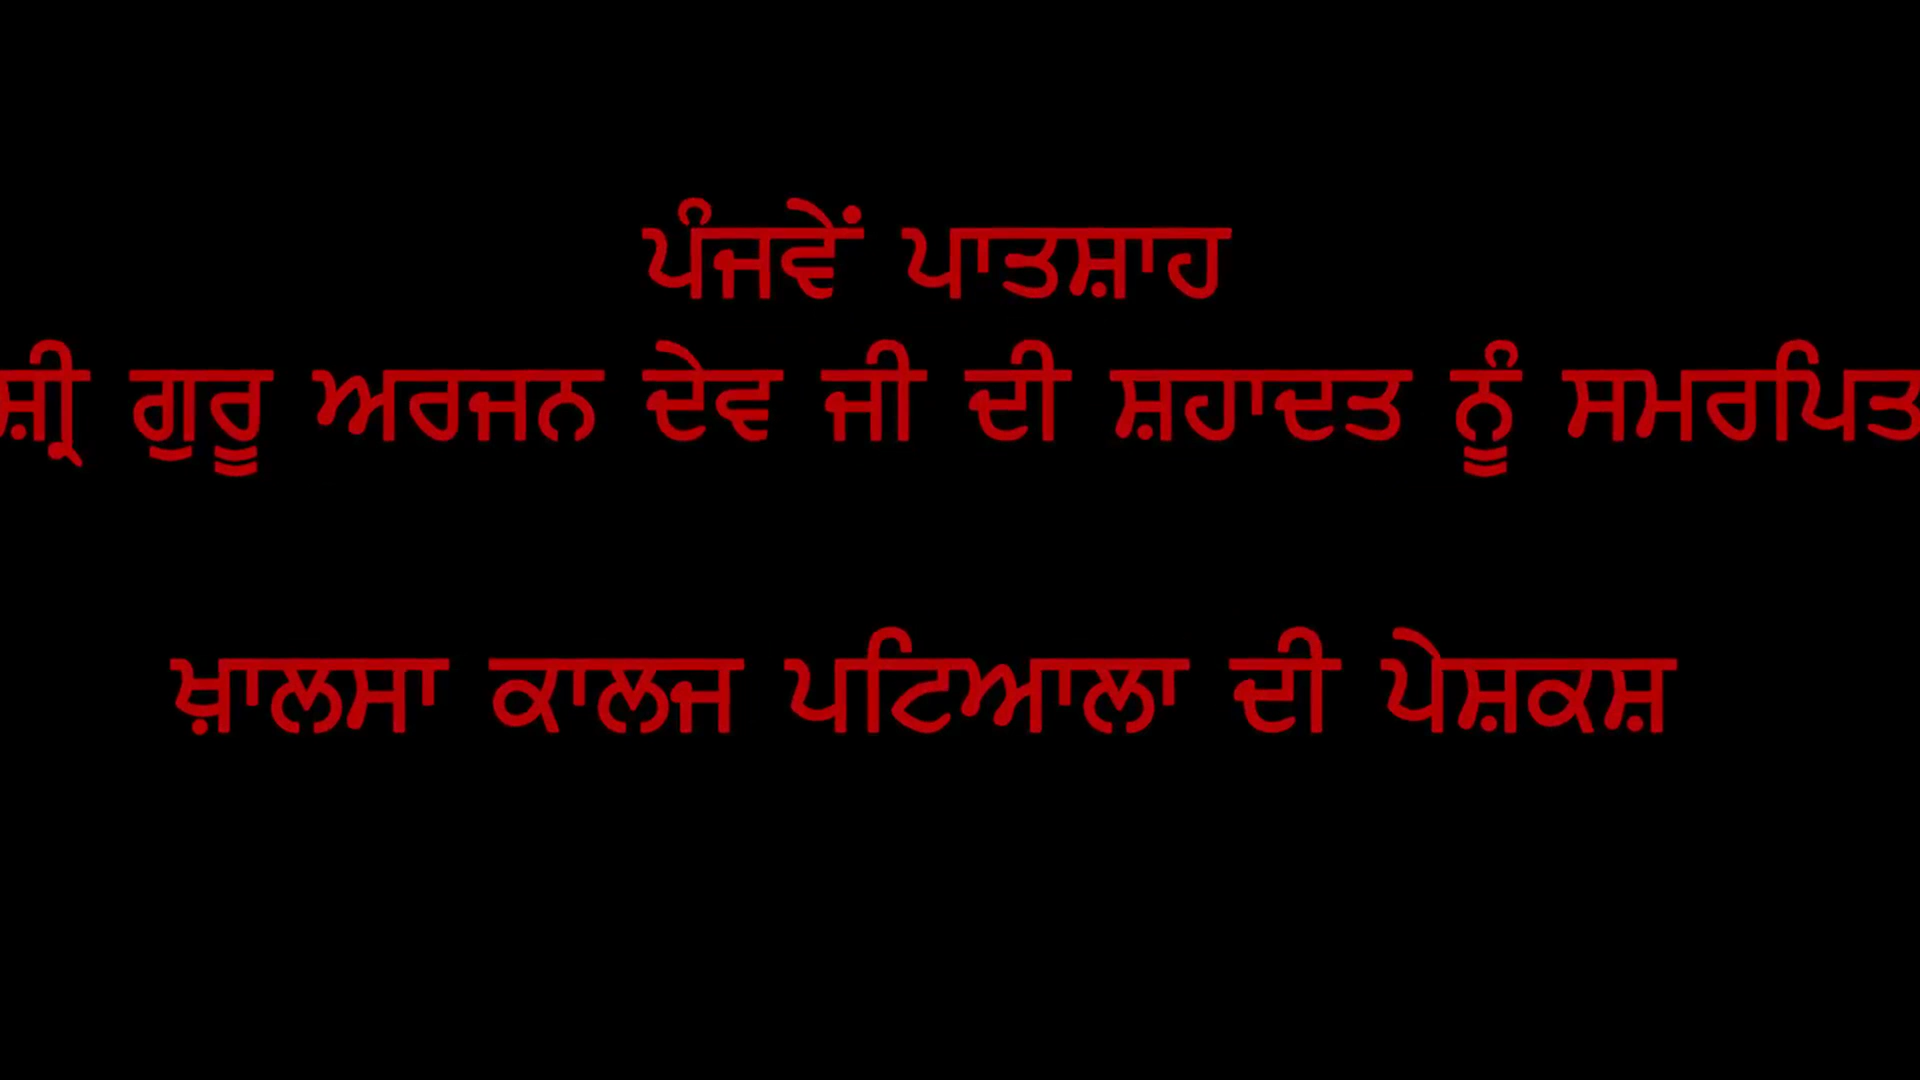 ਪੰਜਵੇਂ ਪਾਤਸ਼ਾਹ
ਸ਼੍ਰੀ ਗੁਰੂ ਅਰਜਨ ਦੇਵ ਜੀ ਦੀ ਸ਼ਹਾਦਤ ਨੂੰ ਸਮਰਪਿਤ
ਖ਼ਾਲਸਾ ਕਾਲਜ ਪਟਿਆਲਾ ਦੀ ਪੇਸ਼ਕਸ਼